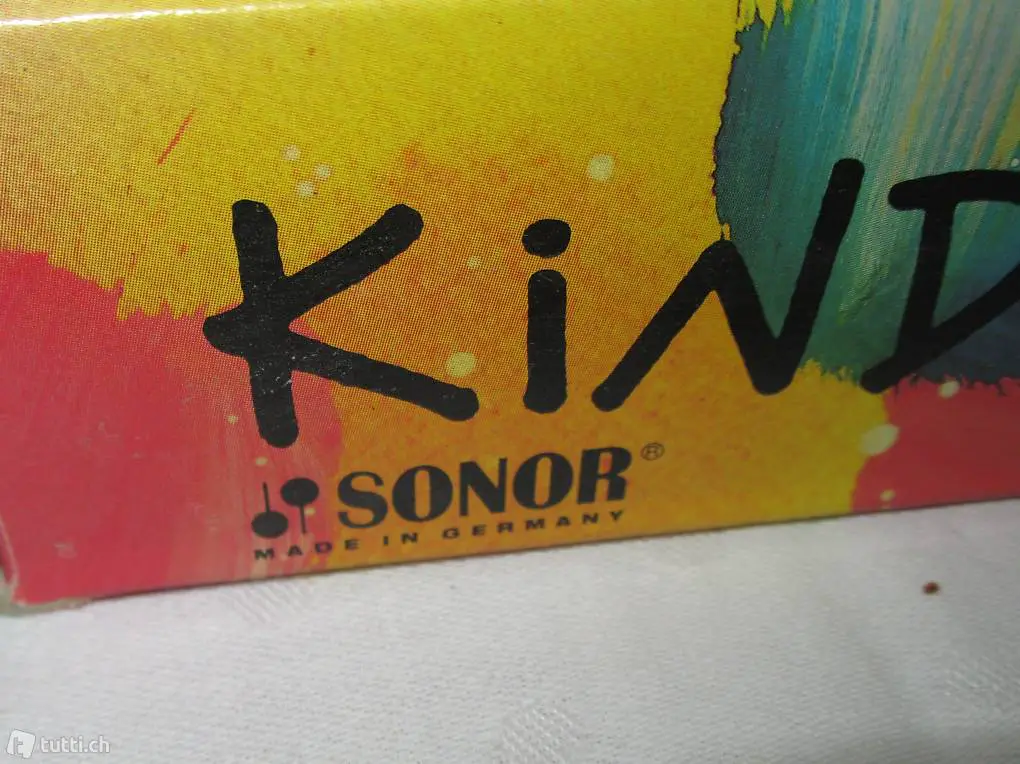 KiND
SONOR®
MADE IN GERMANY
tutti.ch